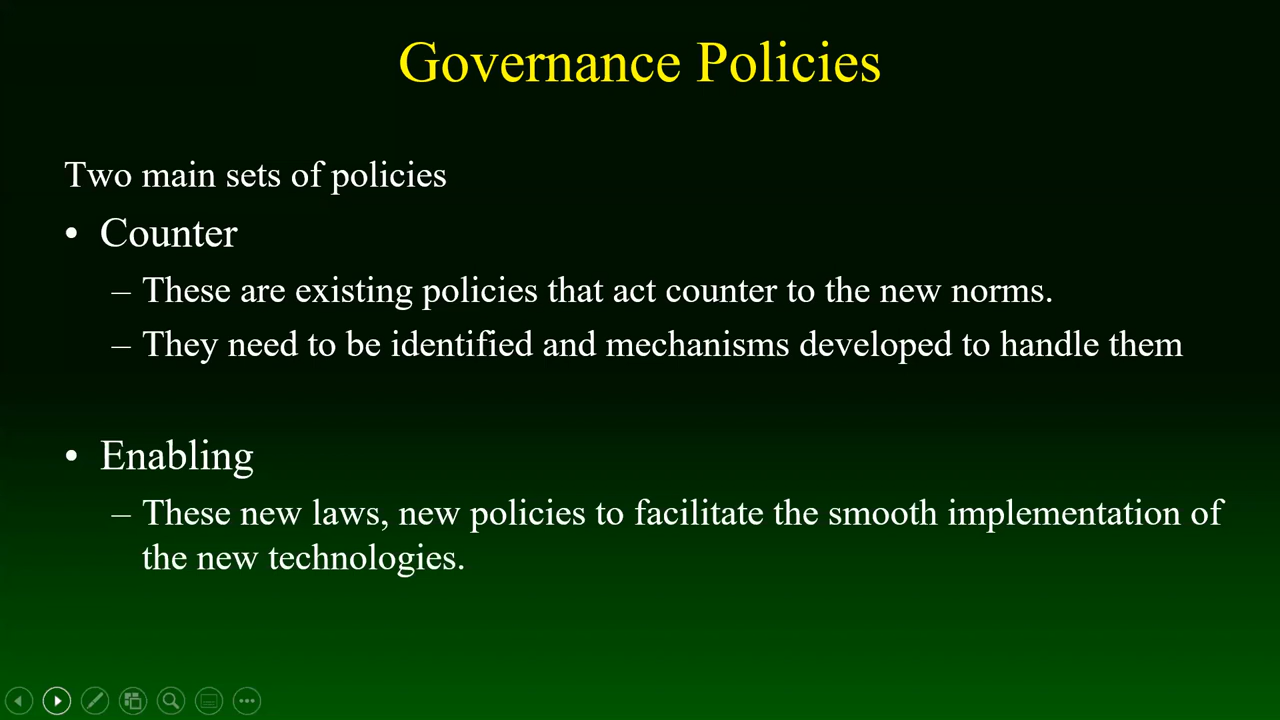 Governance Policies
Two main sets of policies
• Counter
– These are existing policies that act counter to the new norms.
– They need to be identified and mechanisms developed to handle them
• Enabling
– These new laws, new policies to facilitate the smooth implementation of
the new technologies.